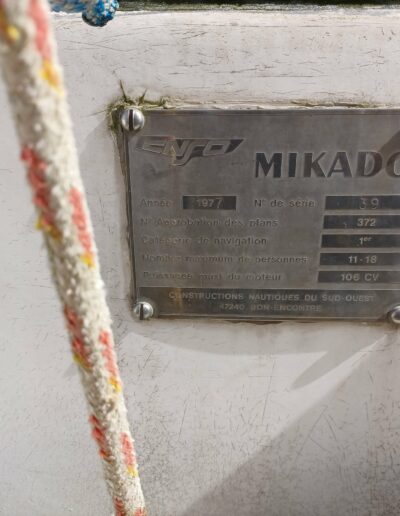 CNSO
MIKADO
Année 1977 N° de série 39
N° Approbation des plans 372
Catégorie de navigation 1er
Nombre maximum de personnes 11-18
Puissance maxi du moteur 106 CV
CONSTRUCTIONS NAUTIQUES DU SUD-OUEST
47240 BON-ENCONTRE